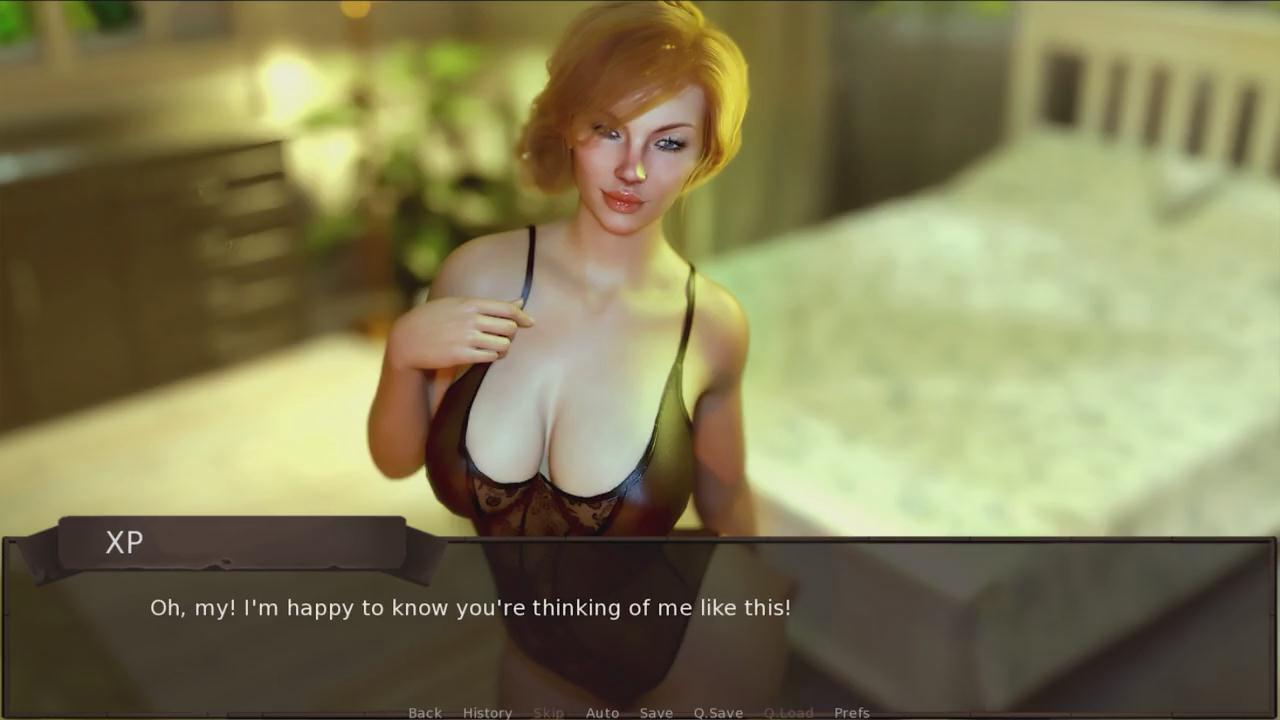 XP
Oh, my! I'm happy to know you're thinking of me like this!
Back History Skip Auto Save Q.Save Q.Load Prefs